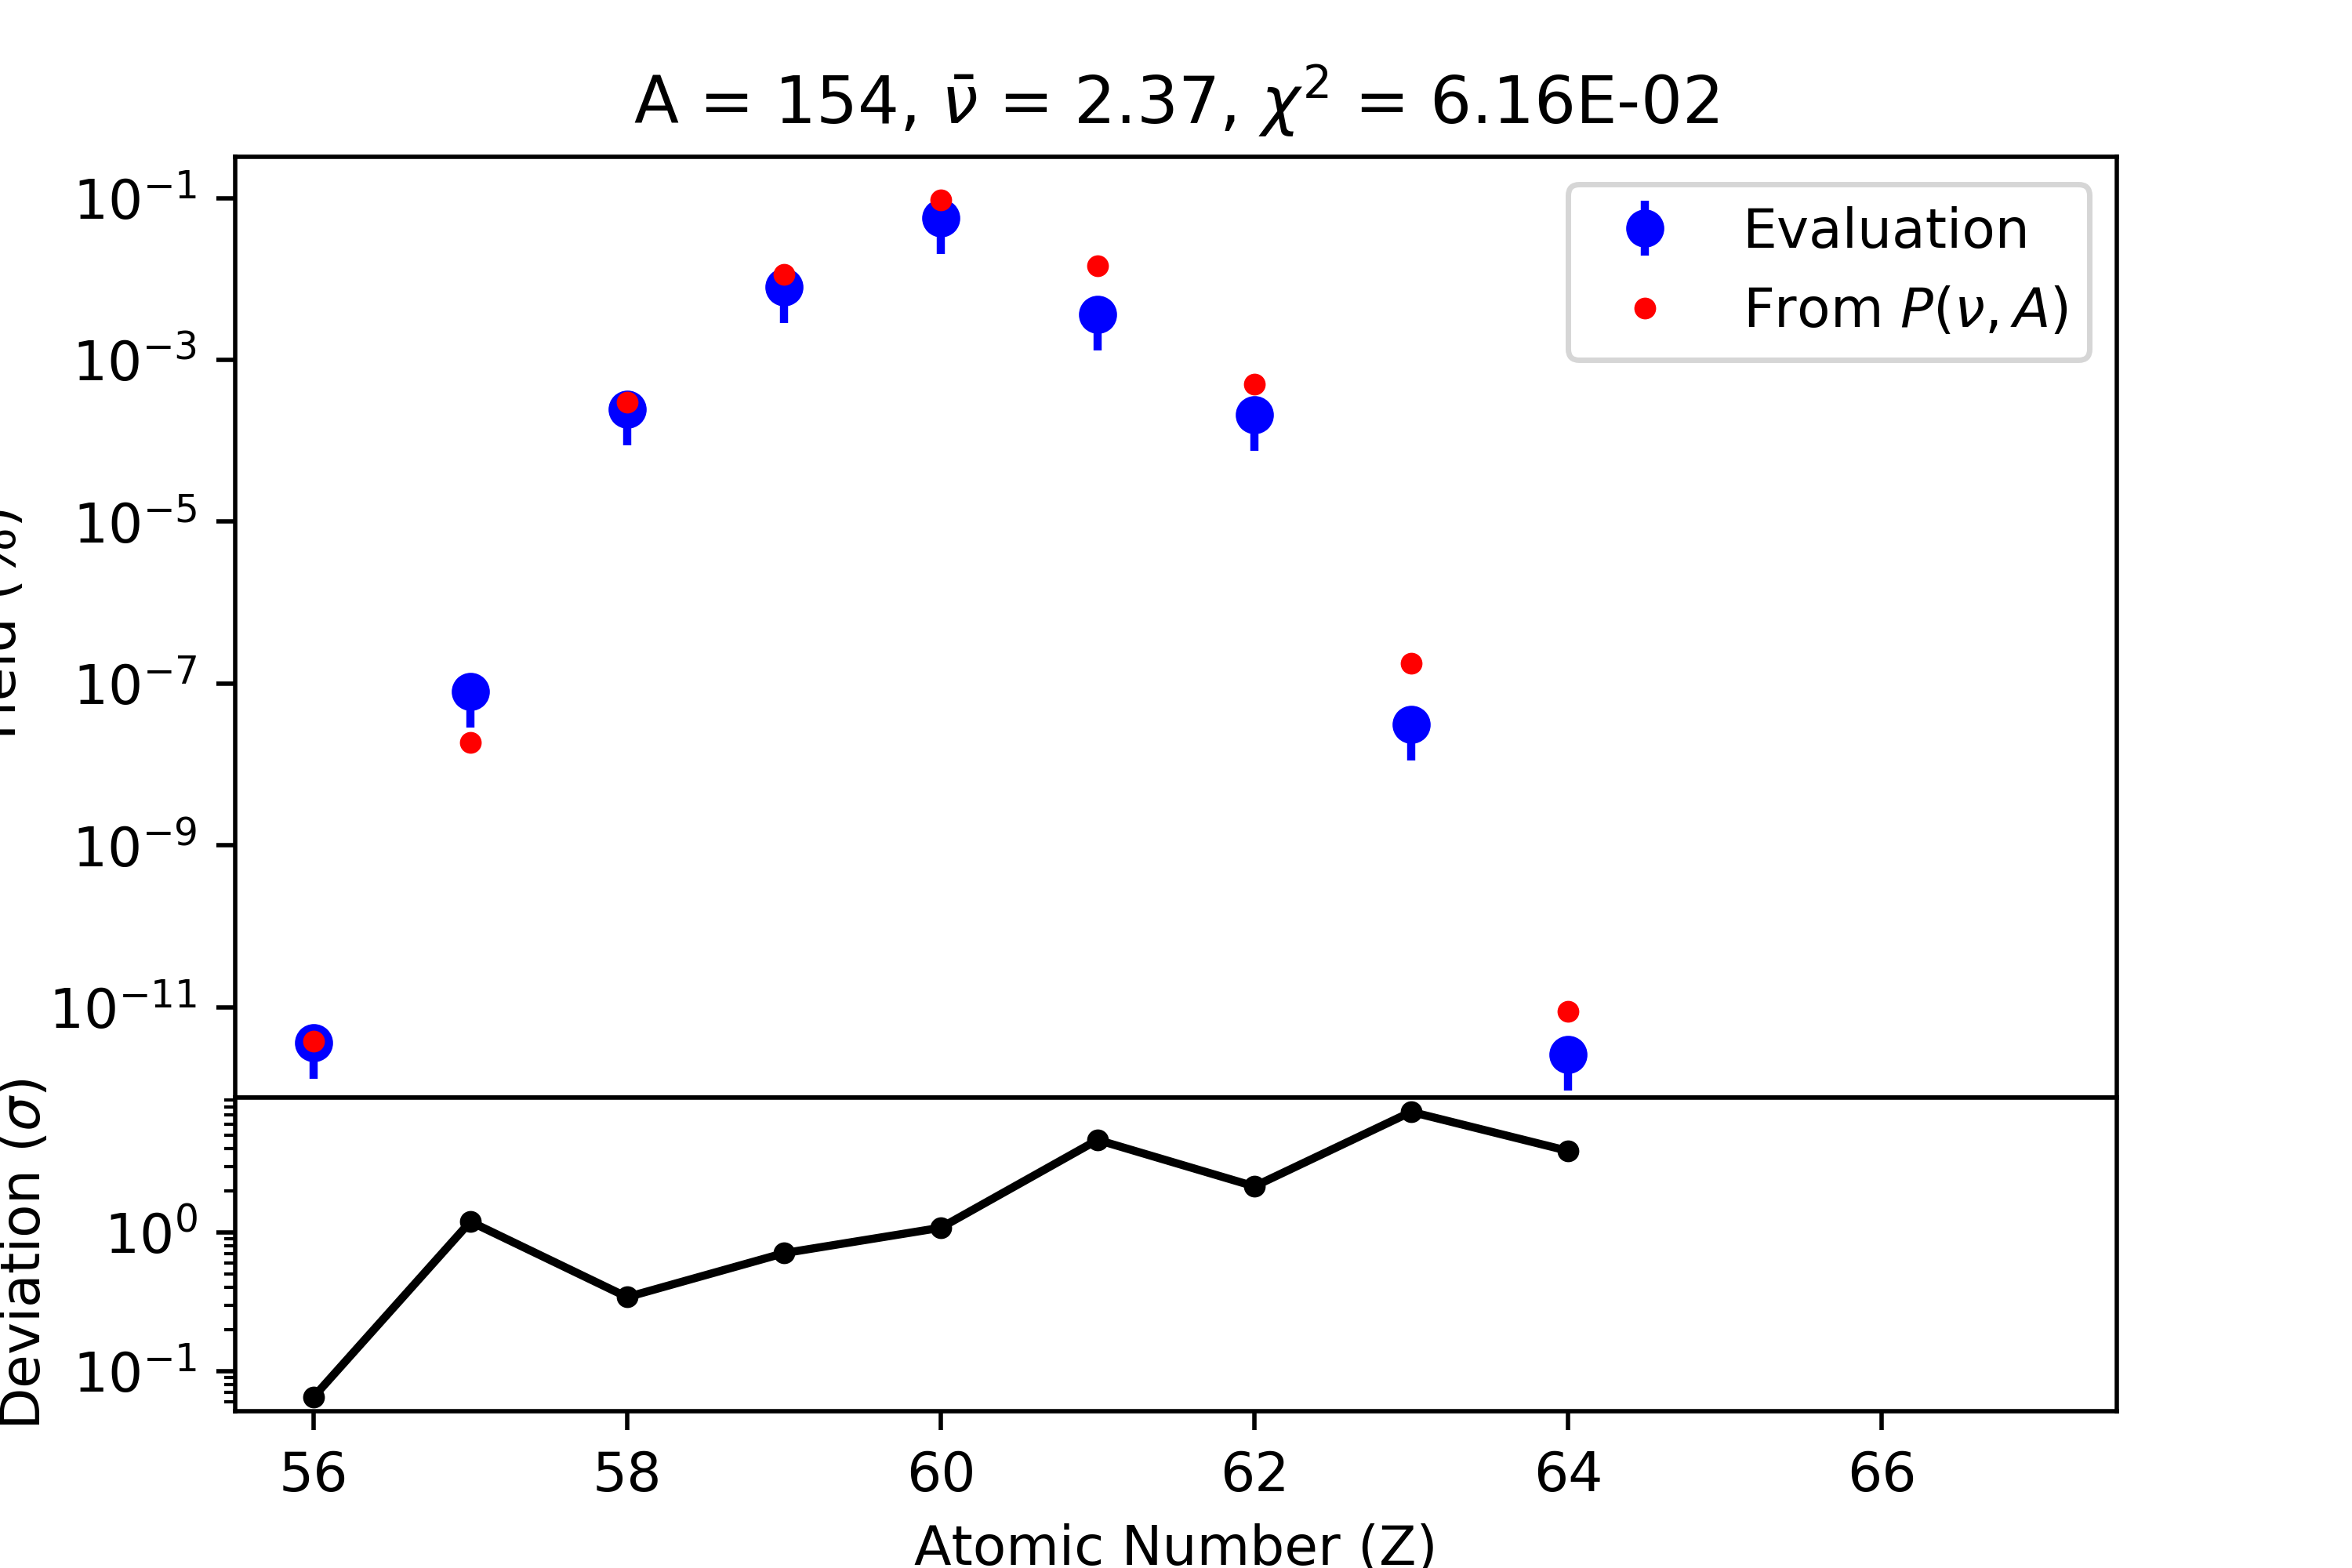 A = 154, ν̄ = 2.37, χ² = 6.16E-02
Evaluation
From P(ν, A)
10⁻¹
10⁻³
10⁻⁵
10⁻⁷
10⁻⁹
10⁻¹¹
(%)
Deviation (σ)
10⁰
10⁻¹
56 58 60 62 64 66
Atomic Number (Z)